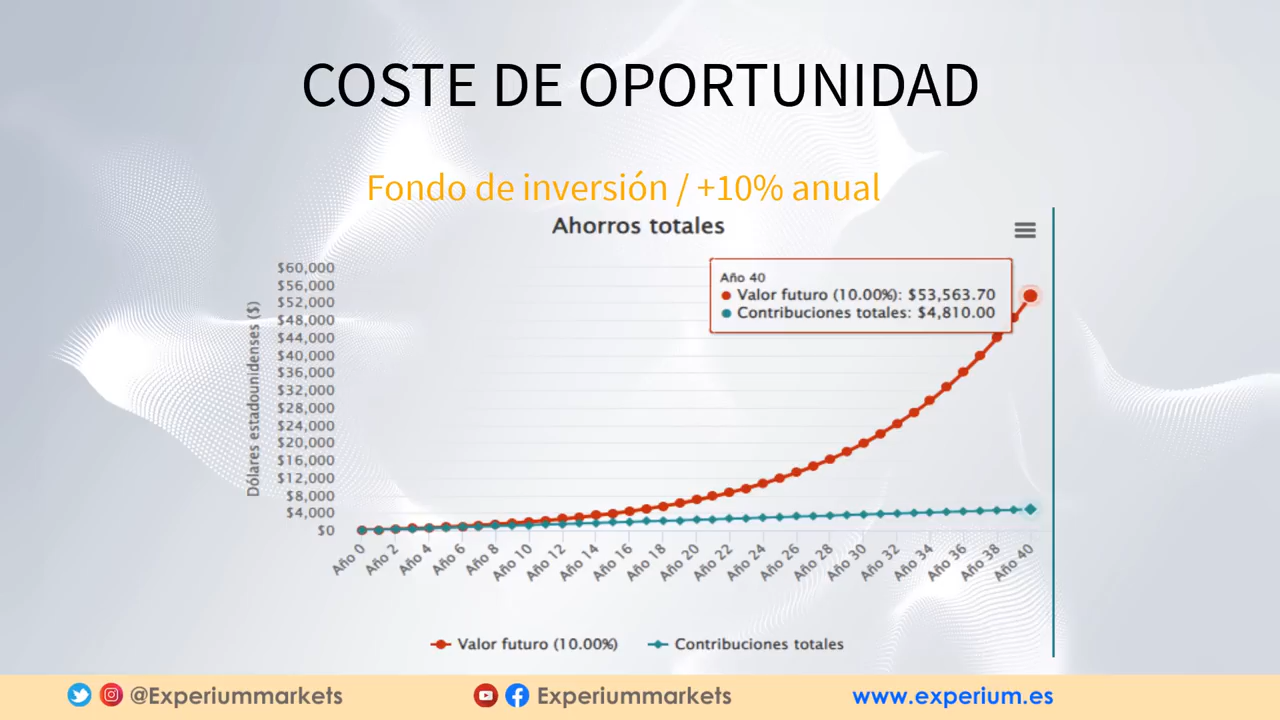 COSTE DE OPORTUNIDAD
Fondo de inversión / +10% anual
Ahorros totales
Dólares estadounidenses ($)
$60,000
$56,000
$52,000
$48,000
$44,000
$40,000
$36,000
$32,000
$28,000
$24,000
$20,000
$16,000
$12,000
$8,000
$4,000
$0
Año 40
Valor futuro (10.00%): $53,563.70
Contribuciones totales: $4,810.00
Año 0 Año 2 Año 4 Año 6 Año 8 Año 10 Año 12 Año 14 Año 16 Año 18 Año 20 Año 22 Año 24 Año 26 Año 28 Año 30 Año 32 Año 34 Año 36 Año 38 Año 40
Valor futuro (10.00%) Contribuciones totales
@Experiummarkets Experiummarkets www.experium.es